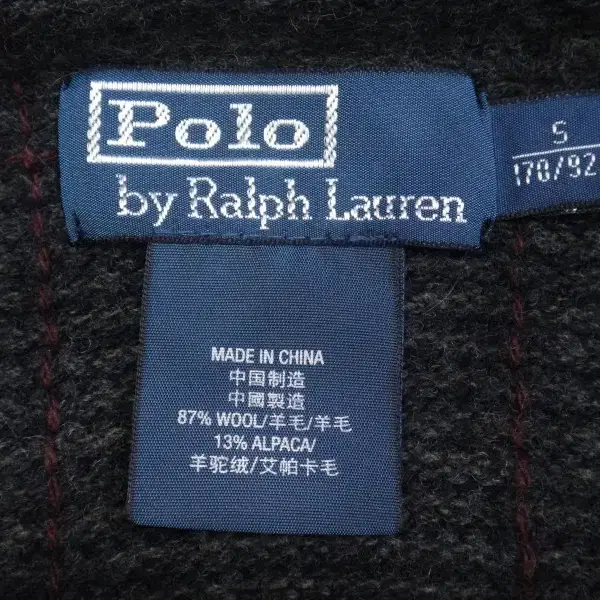 Polo
by Ralph Lauren
S
170/92
MADE IN CHINA
中国制造
中國製造
87% WOOL/羊毛/羊毛
13% ALPACA/
羊驼绒/艾帕卡毛